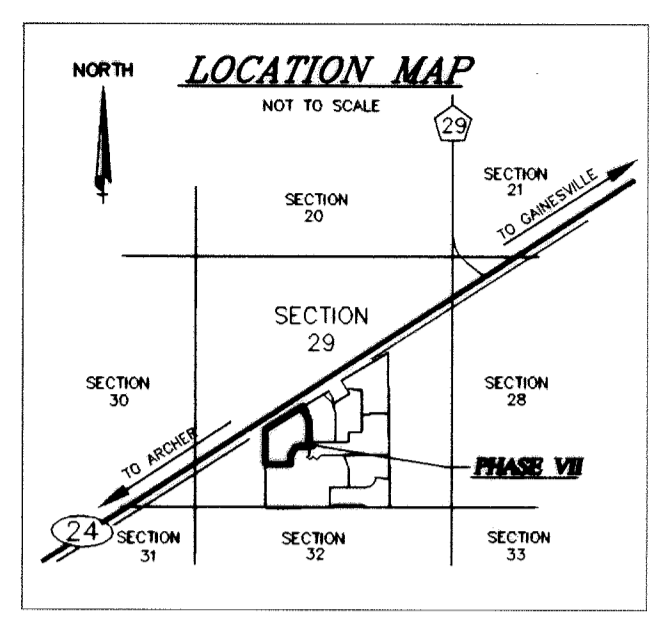 NORTH
LOCATION MAP
NOT TO SCALE
29
SECTION
21
SECTION
20
TO GAINESVILLE
SECTION
29
SECTION
30
SECTION
28
TO ARCHER
PHASE VII
24
SECTION
31
SECTION
32
SECTION
33